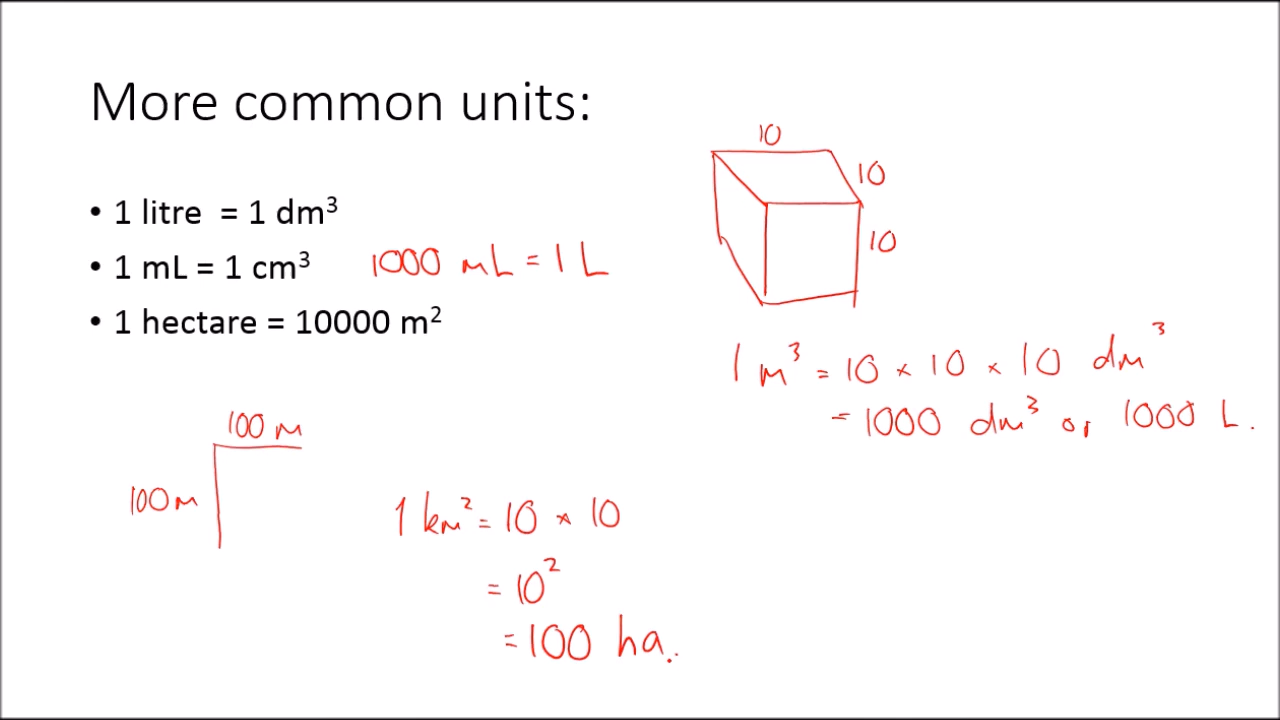 More common units:
• 1 litre = 1 dm³
• 1 mL = 1 cm³
1000 mL = 1 L
• 1 hectare = 10000 m²
10
10
10
1 m³ = 10 × 10 × 10 dm³
= 1000 dm³ or 1000 L.
100 m
100 m
1 km² = 10 × 10
= 10²
= 100 ha.